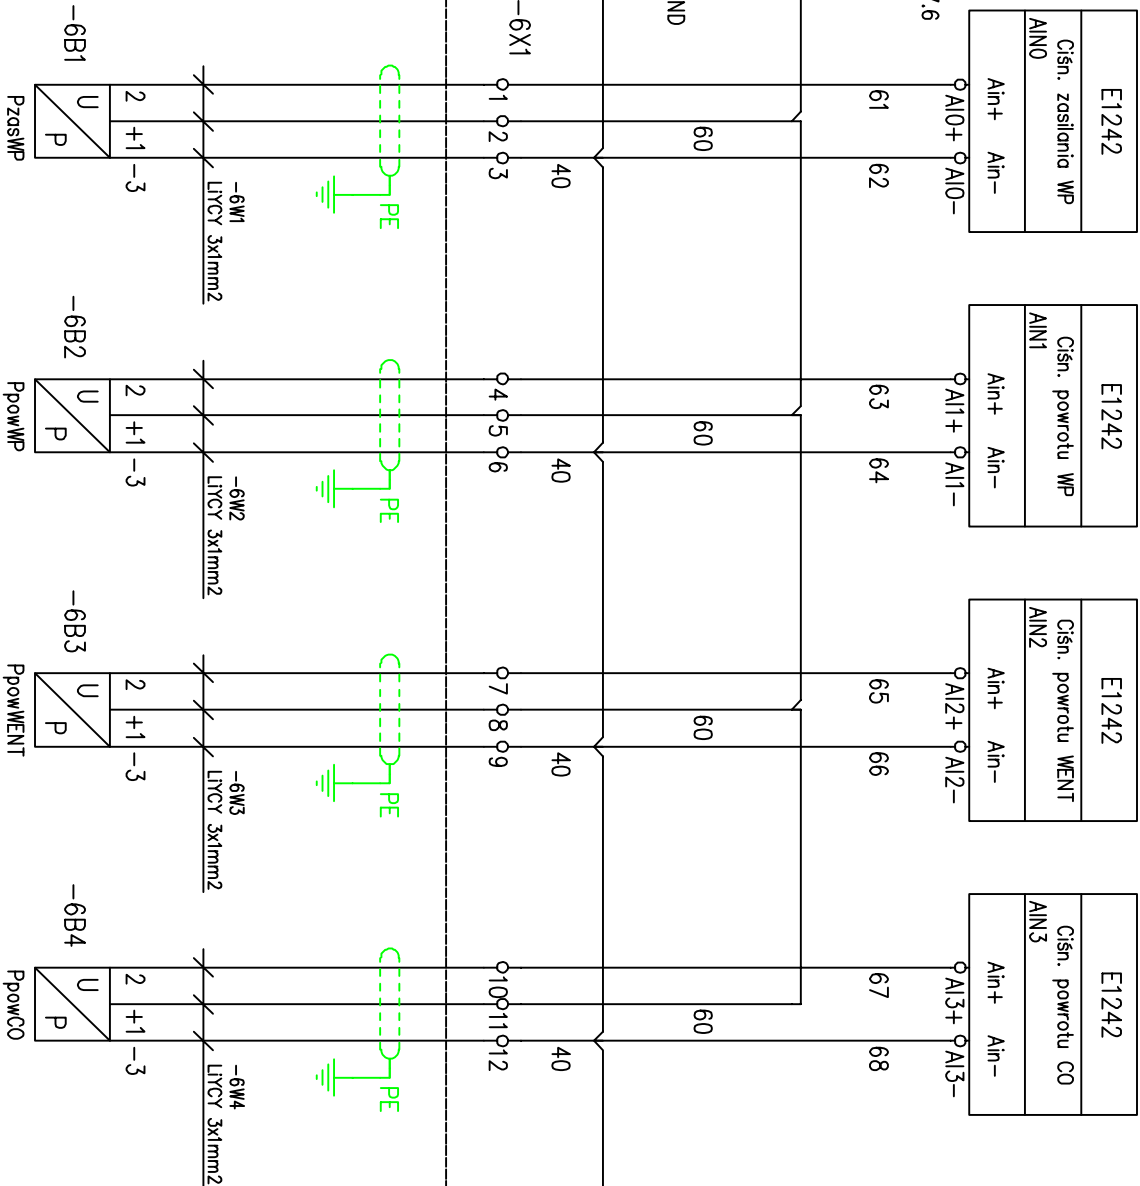 E1242
Ciśn. zasilania WP
AIN0
Ain+ Ain-
AI0+ AI0-
E1242
Ciśn. powrotu WP
AIN1
Ain+ Ain-
AI1+ AI1-
E1242
Ciśn. powrotu WENT
AIN2
Ain+ Ain-
AI2+ AI2-
E1242
Ciśn. powrotu CO
AIN3
Ain+ Ain-
AI3+ AI3-
.6
61 62 63 64 65 66 67 68
ND
60 60 60 60
40 40 40 40
-6X1
1 2 3 4 5 6 7 8 9 10 11 12
PE PE PE PE
-6W1
LiYCY 3x1mm2
-6W2
LiYCY 3x1mm2
-6W3
LiYCY 3x1mm2
-6W4
LiYCY 3x1mm2
-6B1
2 +1 -3
U P
PzasWP
-6B2
2 +1 -3
U P
PpowWP
-6B3
2 +1 -3
U P
PpowWENT
-6B4
2 +1 -3
U P
PpowCO